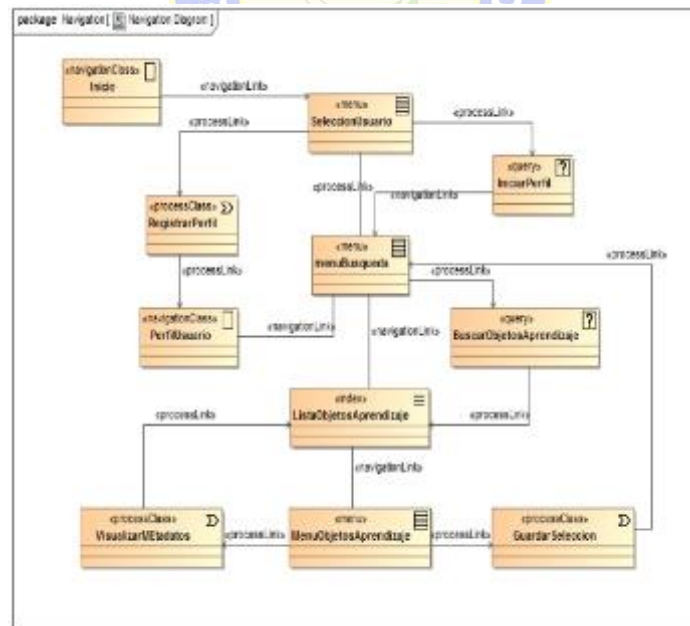 package Navigation[ Navigation Diagram ]
«navigationClass»
Inicio
«navigationLink»
«menu»
SeleccionUsuario
«processLink»
«processLink»
«query»
IniciarPerfil
«processLink»
«navigationLink»
«processClass»
RegistrarPerfil
«menu»
menuBusqueda
«processLink»
«processLink»
«processLink»
«navigationClass»
PerfilUsuario
«navigationLink»
«navigationLink»
«query»
BuscarObjetosAprendizaje
«index»
ListaObjetosAprendizaje
«processLink»
«processLink»
«navigationLink»
«processClass»
VisualizarMEtadatos
«processLink»
«menu»
MenuObjetosAprendizaje
«processLink»
«processClass»
GuardarSeleccion